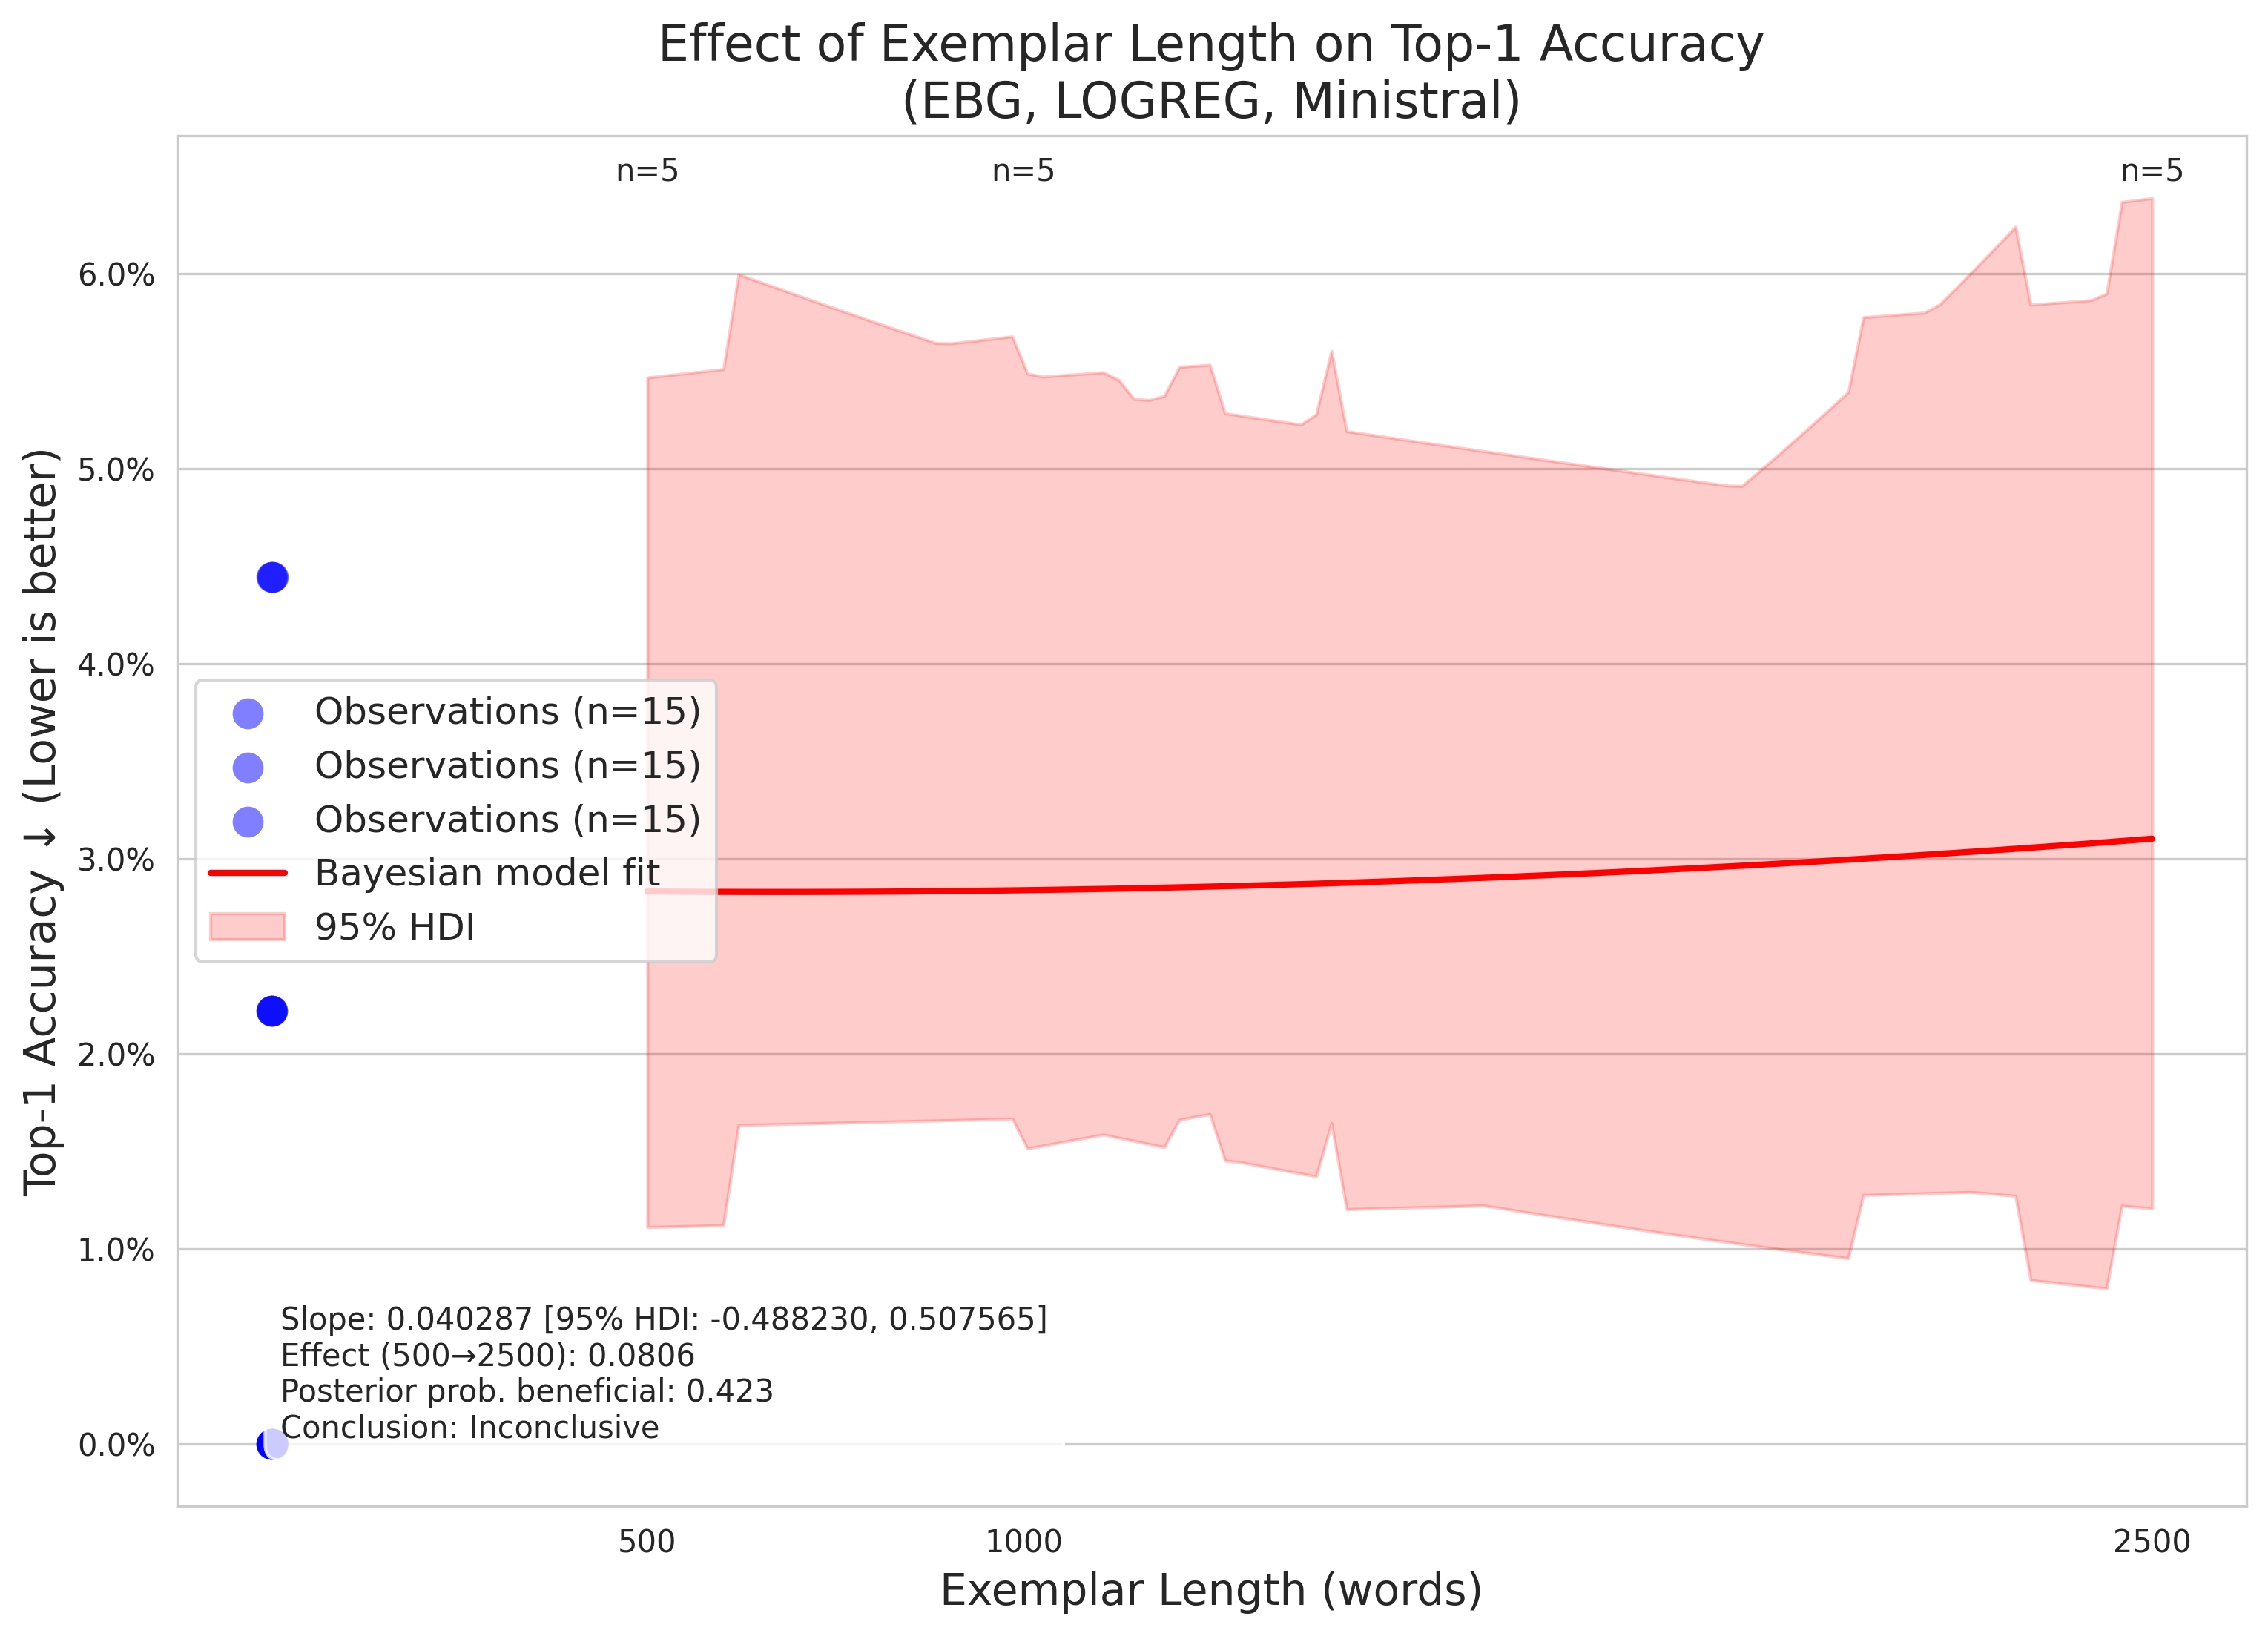 Effect of Exemplar Length on Top-1 Accuracy
(EBG, LOGREG, Ministral)
n=5
n=5
n=5
6.0%
5.0%
4.0%
3.0%
2.0%
1.0%
0.0%
Top-1 Accuracy ↓ (Lower is better)
Observations (n=15)
Observations (n=15)
Observations (n=15)
Bayesian model fit
95% HDI
Slope: 0.040287 [95% HDI: -0.488230, 0.507565]
Effect (500→2500): 0.0806
Posterior prob. beneficial: 0.423
Conclusion: Inconclusive
500
1000
2500
Exemplar Length (words)